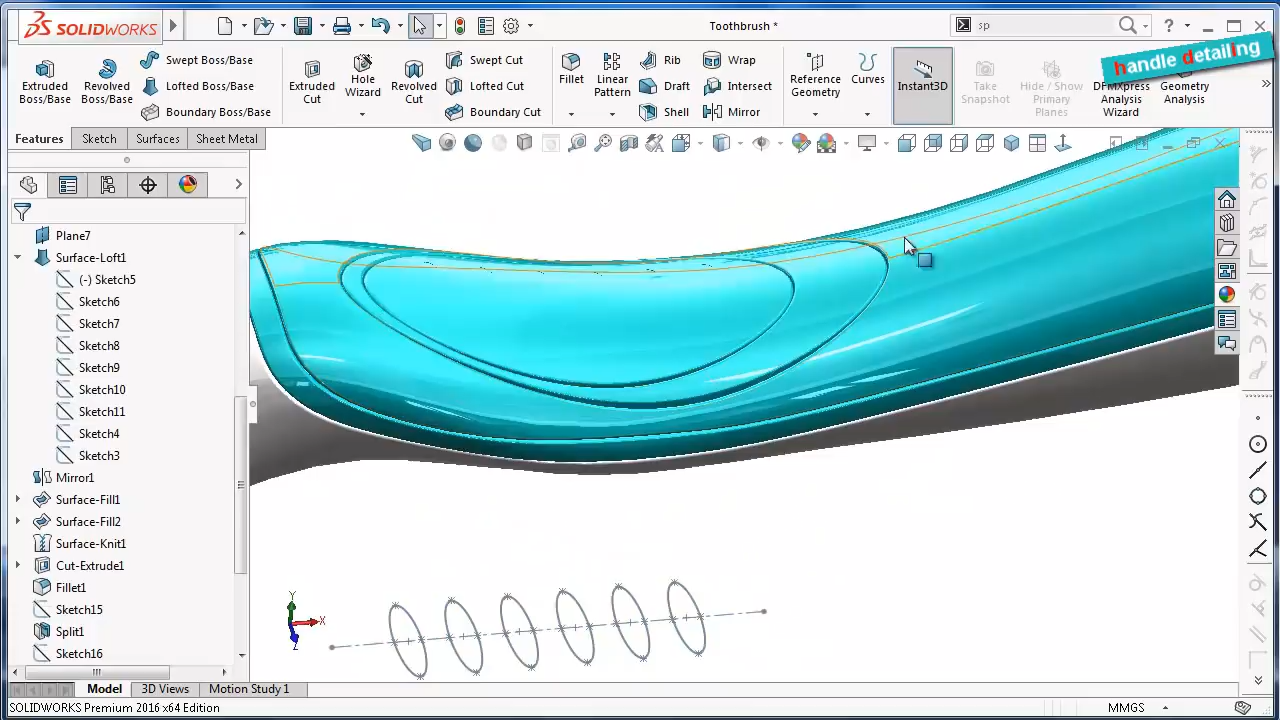 SOLIDWORKS
Toothbrush *
sp
handle detailing
Extruded Boss/Base
Revolved Boss/Base
Swept Boss/Base
Lofted Boss/Base
Boundary Boss/Base
Extruded Cut
Hole Wizard
Revolved Cut
Swept Cut
Lofted Cut
Boundary Cut
Fillet
Linear Pattern
Rib
Draft
Shell
Wrap
Intersect
Mirror
Reference Geometry
Curves
Instant3D
Take Snapshot
Hide / Show Primary Planes
DFMXpress Analysis Wizard
Geometry Analysis
Features
Sketch
Surfaces
Sheet Metal
Plane7
Surface-Loft1
(-) Sketch5
Sketch6
Sketch7
Sketch8
Sketch9
Sketch10
Sketch11
Sketch4
Sketch3
Mirror1
Surface-Fill1
Surface-Fill2
Surface-Knit1
Cut-Extrude1
Fillet1
Sketch15
Split1
Sketch16
Y
X
Z
Model
3D Views
Motion Study 1
SOLIDWORKS Premium 2016 x64 Edition
MMGS